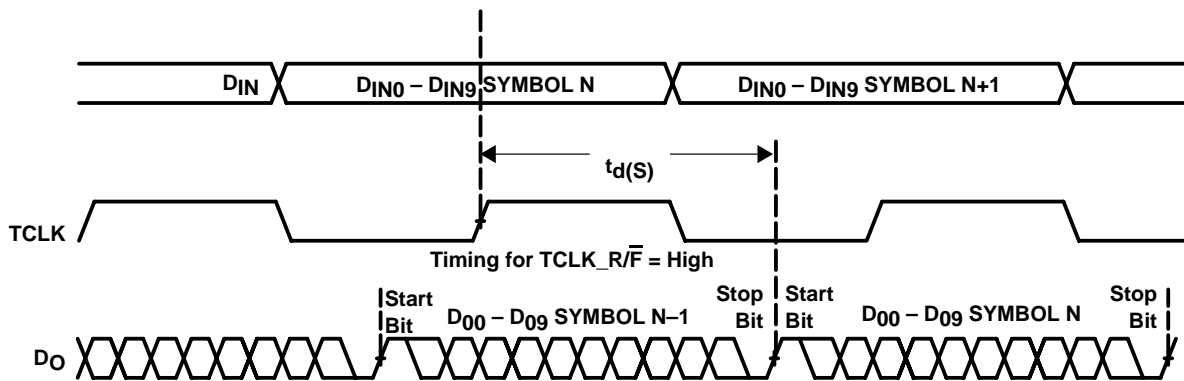 DIN
DIN0 – DIN9 SYMBOL N
DIN0 – DIN9 SYMBOL N+1
td(S)
TCLK
Timing for TCLK_R/F̅ = High
Start
Bit
D00 – D09 SYMBOL N–1
Stop
Bit
Start
Bit
D00 – D09 SYMBOL N
Stop
Bit
DO